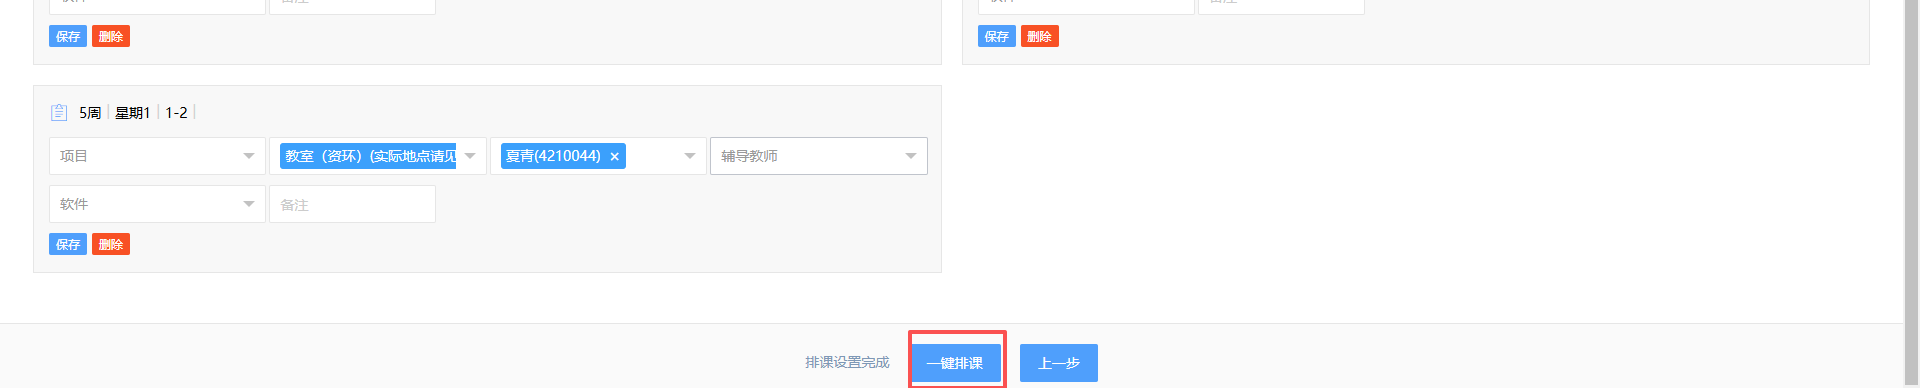 保存 删除
保存 删除
5周 星期1 1-2
项目 教室（资环）(实际地点请见 夏青(4210044) × 辅导教师
软件 备注
保存 删除
排课设置完成 一键排课 上一步